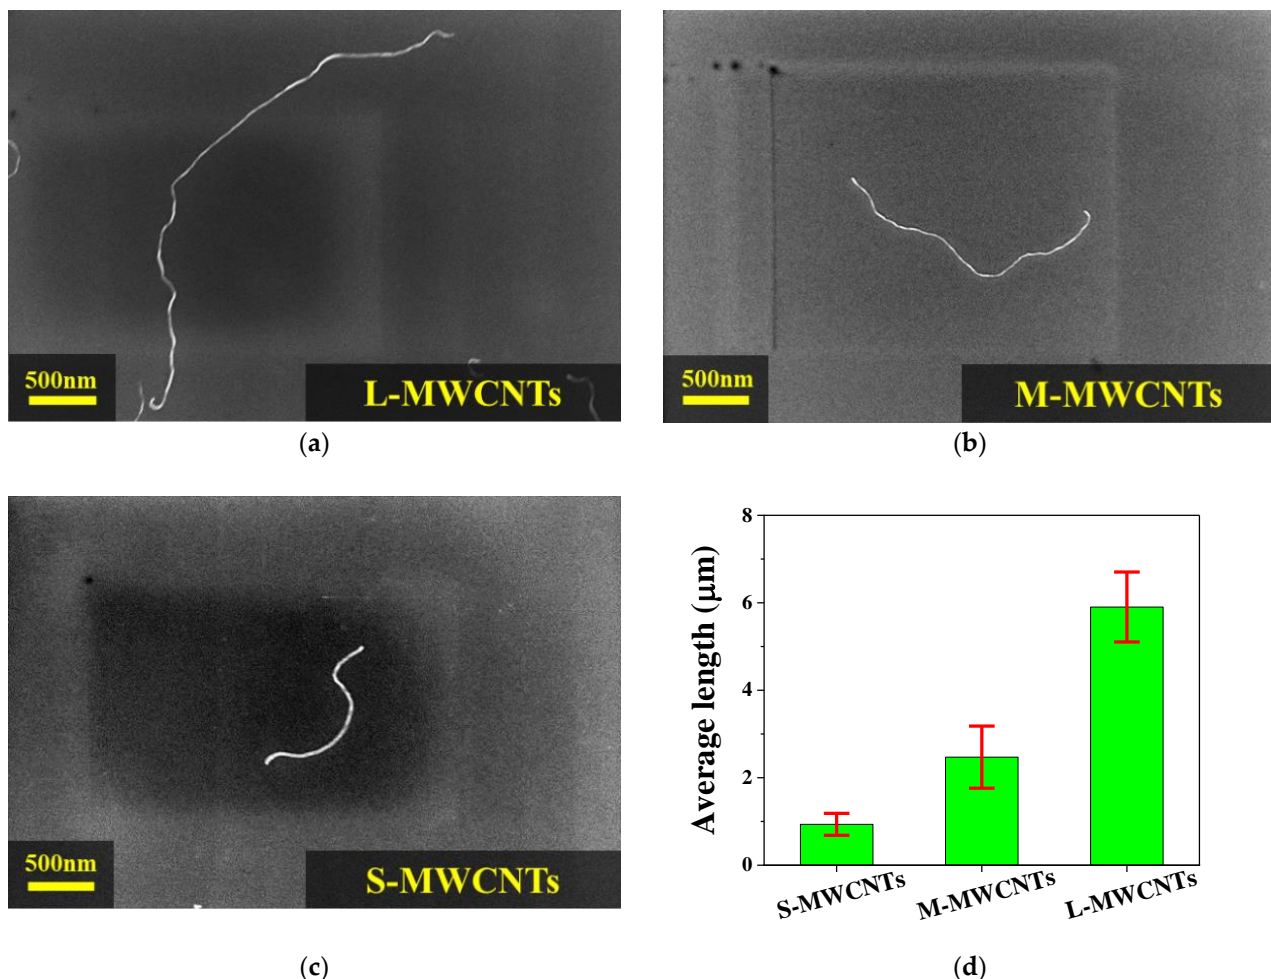 500nm
L-MWCNTs
(a)
500nm
M-MWCNTs
(b)
500nm
S-MWCNTs
(c)
Average length (μm)
8
6
4
2
0
S-MWCNTs
M-MWCNTs
L-MWCNTs
(d)